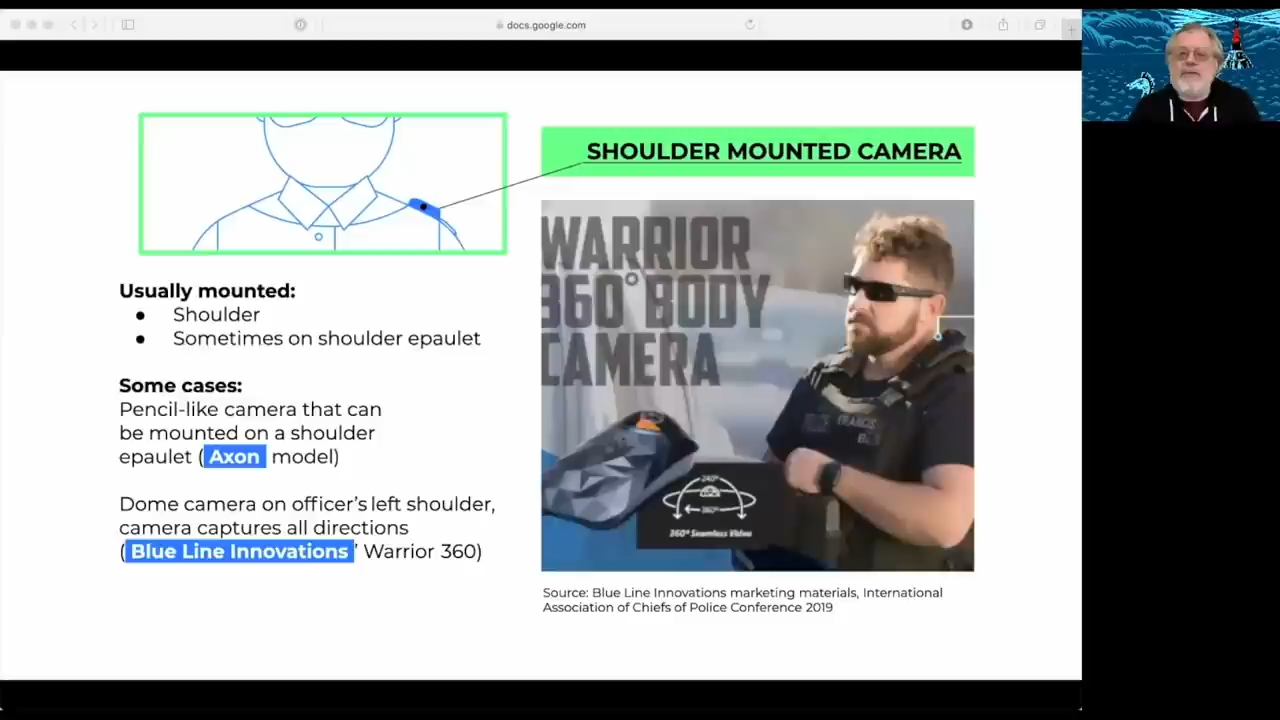 docs.google.com
SHOULDER MOUNTED CAMERA
Usually mounted:
● Shoulder
● Sometimes on shoulder epaulet
Some cases:
Pencil-like camera that can
be mounted on a shoulder
epaulet (Axon model)
Dome camera on officer's left shoulder,
camera captures all directions
(Blue Line Innovations' Warrior 360)
WARRIOR
360° BODY
CAMERA
FRANCIS
240°
360°
360° Seamless Video
Source: Blue Line Innovations marketing materials, International
Association of Chiefs of Police Conference 2019